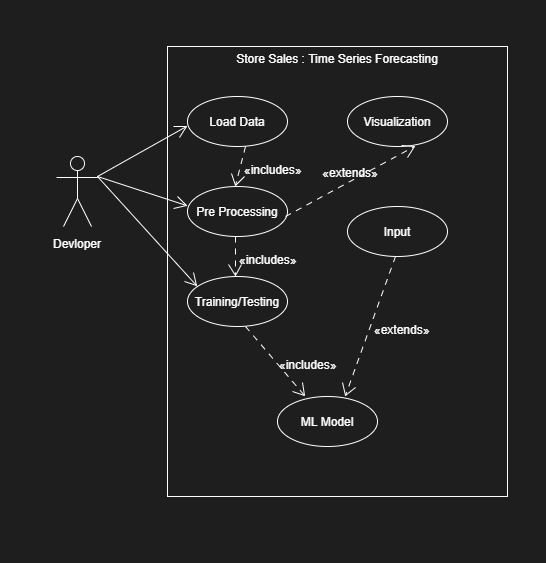 Store Sales : Time Series Forecasting
Load Data
Visualization
«includes»
«extends»
Pre Processing
Input
Devloper
«includes»
Training/Testing
«extends»
«includes»
ML Model